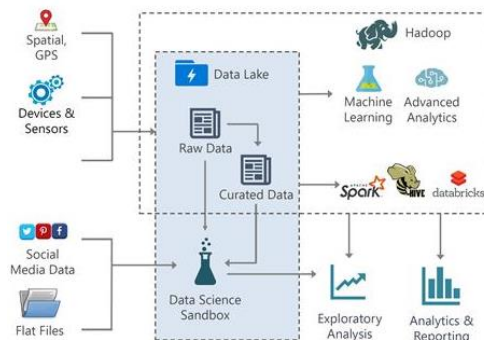 Spatial,
GPS
Devices &
Sensors
Social
Media Data
Flat Files
Data Lake
Raw Data
Curated Data
Data Science
Sandbox
Hadoop
Machine
Learning
Advanced
Analytics
APACHE
Spark
HIVE
databricks
Exploratory
Analysis
Analytics &
Reporting